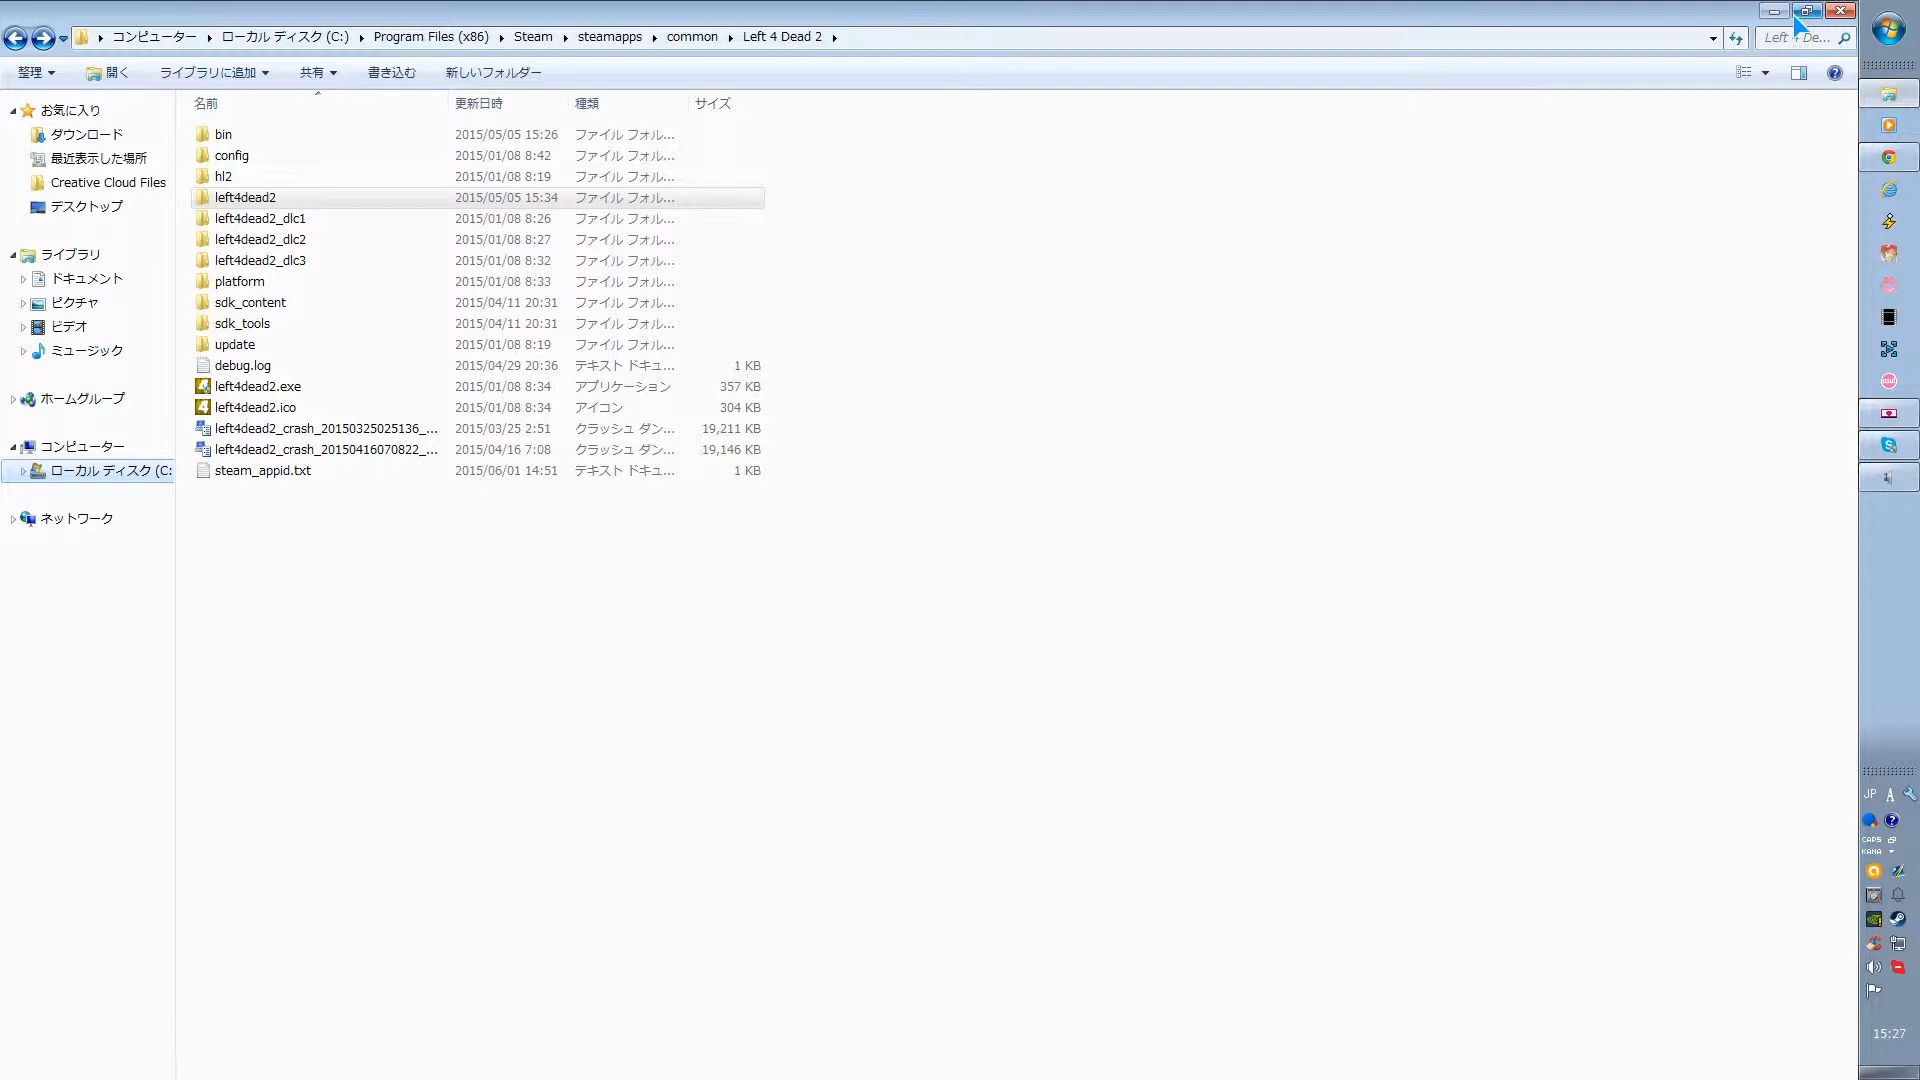 コンピューター ▸ ローカル ディスク (C:) ▸ Program Files (x86) ▸ Steam ▸ steamapps ▸ common ▸ Left 4 Dead 2 ▸
Left 4 De...
整理 開く ライブラリに追加 共有 書き込む 新しいフォルダー
名前 更新日時 種類 サイズ
お気に入り
ダウンロード
最近表示した場所
Creative Cloud Files
デスクトップ
ライブラリ
ドキュメント
ピクチャ
ビデオ
ミュージック
ホームグループ
コンピューター
ローカル ディスク (C:
ネットワーク
bin 2015/05/05 15:26 ファイル フォル...
config 2015/01/08 8:42 ファイル フォル...
hl2 2015/01/08 8:19 ファイル フォル...
left4dead2 2015/05/05 15:34 ファイル フォル...
left4dead2_dlc1 2015/01/08 8:26 ファイル フォル...
left4dead2_dlc2 2015/01/08 8:27 ファイル フォル...
left4dead2_dlc3 2015/01/08 8:32 ファイル フォル...
platform 2015/01/08 8:33 ファイル フォル...
sdk_content 2015/04/11 20:31 ファイル フォル...
sdk_tools 2015/04/11 20:31 ファイル フォル...
update 2015/01/08 8:19 ファイル フォル...
debug.log 2015/04/29 20:36 テキスト ドキュ... 1 KB
left4dead2.exe 2015/01/08 8:34 アプリケーション 357 KB
left4dead2.ico 2015/01/08 8:34 アイコン 304 KB
left4dead2_crash_20150325025136_... 2015/03/25 2:51 クラッシュ ダン... 19,211 KB
left4dead2_crash_20150416070822_... 2015/04/16 7:08 クラッシュ ダン... 19,146 KB
steam_appid.txt 2015/06/01 14:51 テキスト ドキュ... 1 KB
osu!
JP A
CAPS
KANA
15:27